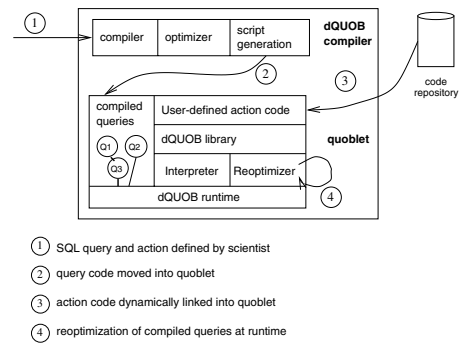 1
compiler
optimizer
script
generation
dQUOB
compiler
2
3
code
repository
compiled
queries
User-defined action code
dQUOB library
quoblet
Q1
Q2
Q3
Interpreter
Reoptimizer
4
dQUOB runtime
1 SQL query and action defined by scientist
2 query code moved into quoblet
3 action code dynamically linked into quoblet
4 reoptimization of compiled queries at runtime